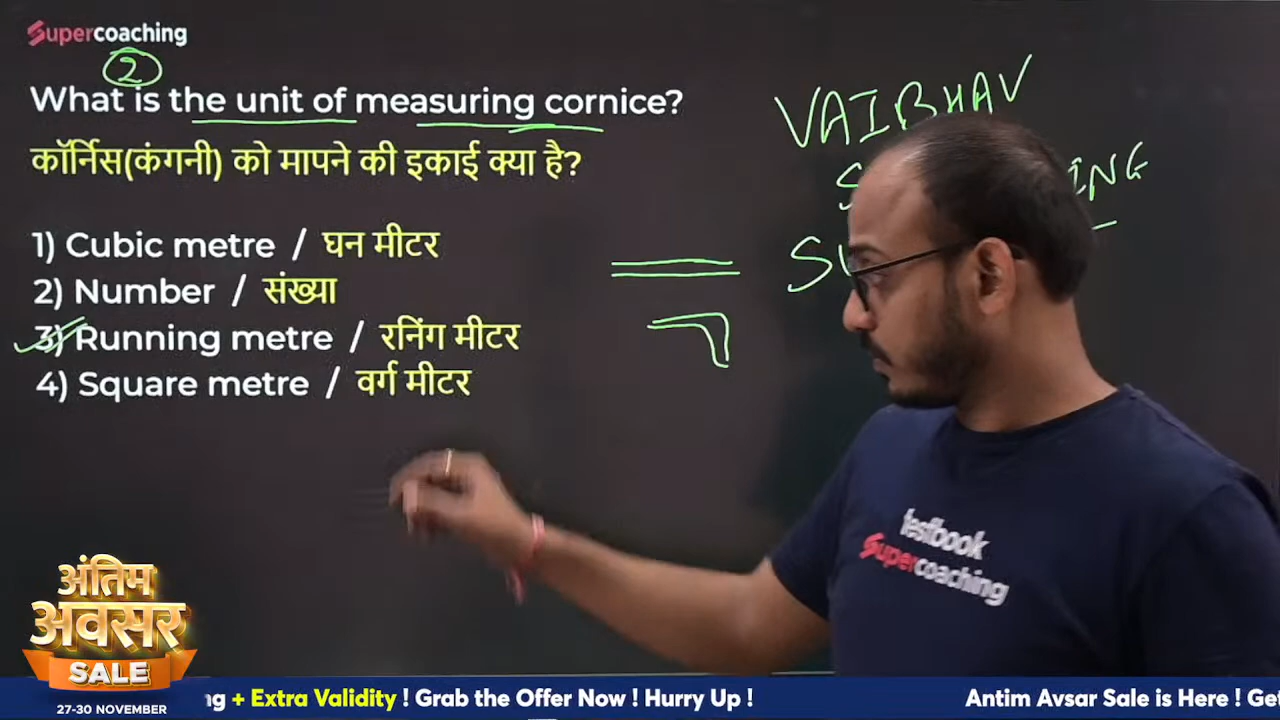 Supercoaching
2
What is the unit of measuring cornice?
कॉर्निस(कंगनी) को मापने की इकाई क्या है?
1) Cubic metre / घन मीटर
2) Number / संख्या
3) Running metre / रनिंग मीटर
4) Square metre / वर्ग मीटर
VAIBHAV
testbook
Supercoaching
अंतिम
अवसर
SALE
27-30 NOVEMBER
+ Extra Validity ! Grab the Offer Now ! Hurry Up !
Antim Avsar Sale is Here !